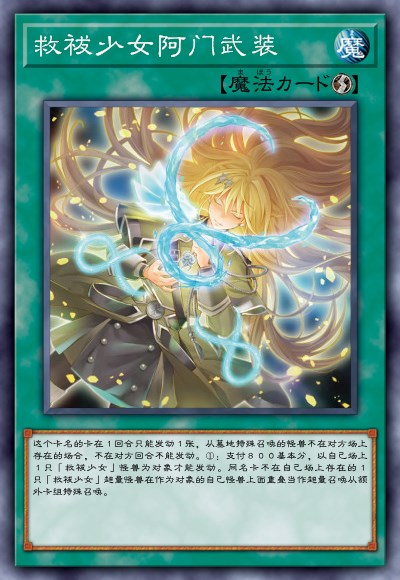 救祓少女阿门武装
魔
【魔法カード】
まほう
这个卡名的卡在1回合只能发动1张，从墓地特殊召唤的怪兽不在对方场上
存在的场合，不在对方回合不能发动。①：支付800基本分，以自己场上
1只「救祓少女」怪兽为对象才能发动。同名卡不在自己场上存在的1
只「救祓少女」超量怪兽在作为对象的自己怪兽上面重叠当作超量召唤从额
外卡组特殊召唤。